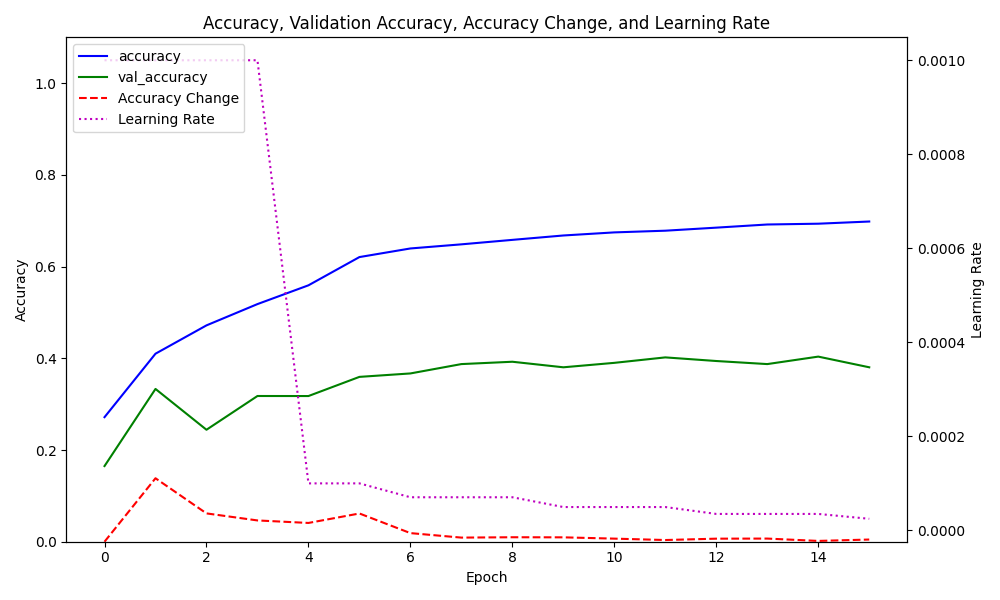 Accuracy, Validation Accuracy, Accuracy Change, and Learning Rate
accuracy
val_accuracy
Accuracy Change
Learning Rate
1.0
0.8
0.6
0.4
0.2
0.0
Accuracy
0.0010
0.0008
0.0006
0.0004
0.0002
0.0000
Learning Rate
0 2 4 6 8 10 12 14
Epoch